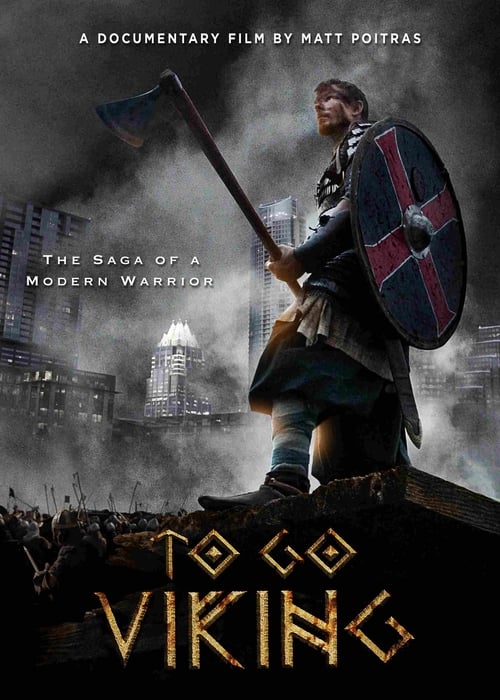 A DOCUMENTARY FILM BY MATT POITRAS
THE SAGA OF A
MODERN WARRIOR
TO GO
VIKING